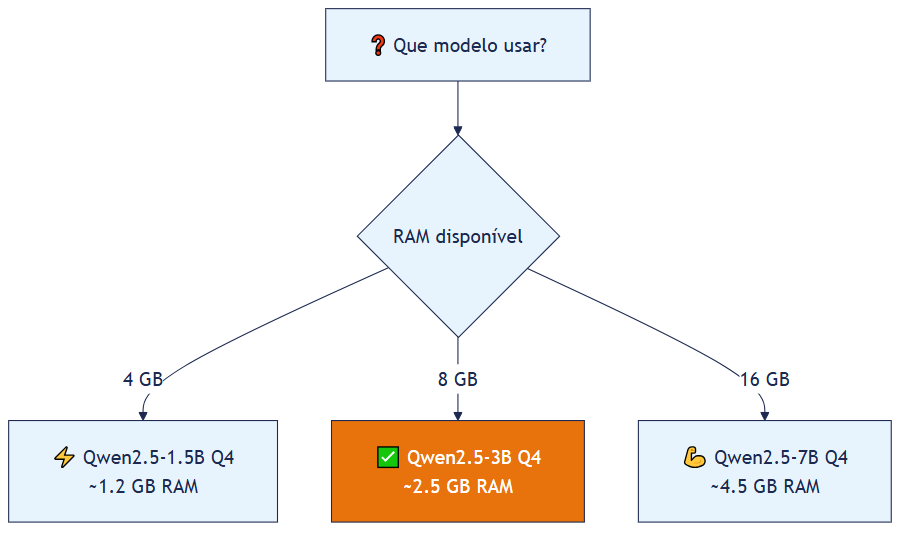 ❓ Que modelo usar?
RAM disponível
4 GB
8 GB
16 GB
⚡ Qwen2.5-1.5B Q4
~1.2 GB RAM
✅ Qwen2.5-3B Q4
~2.5 GB RAM
💪 Qwen2.5-7B Q4
~4.5 GB RAM